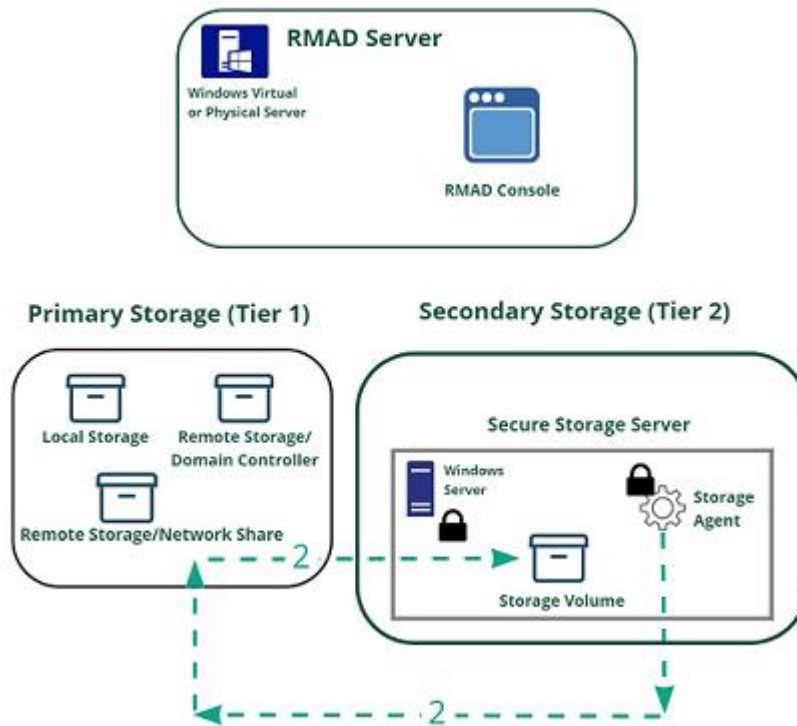 RMAD Server
Windows Virtual
or Physical Server
RMAD Console
Primary Storage (Tier 1)
Secondary Storage (Tier 2)
Local Storage
Remote Storage/
Domain Controller
Remote Storage/Network Share
Secure Storage Server
Windows
Server
Storage
Agent
2
Storage Volume
2